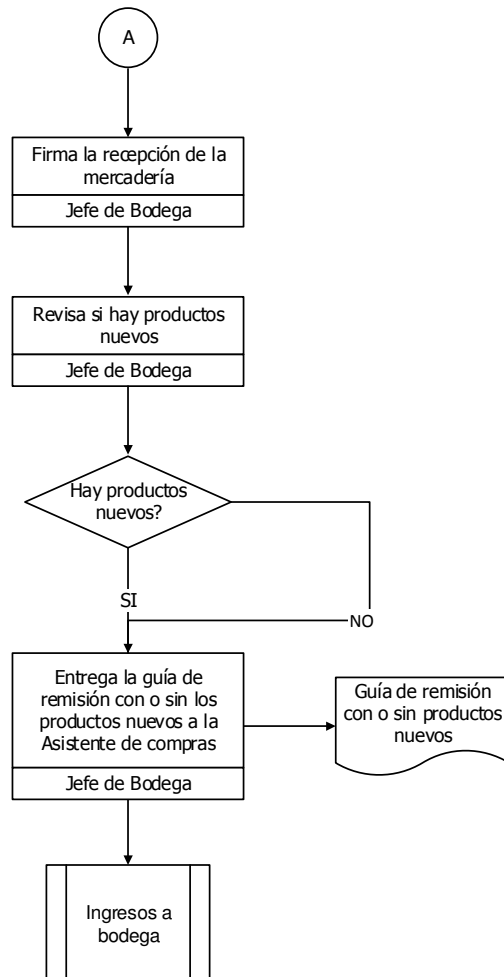 A
Firma la recepción de la
mercadería
Jefe de Bodega
Revisa si hay productos
nuevos
Jefe de Bodega
Hay productos
nuevos?
SI
NO
Entrega la guía de
remisión con o sin los
productos nuevos a la
Asistente de compras
Jefe de Bodega
Guía de remisión
con o sin productos
nuevos
Ingresos a
bodega